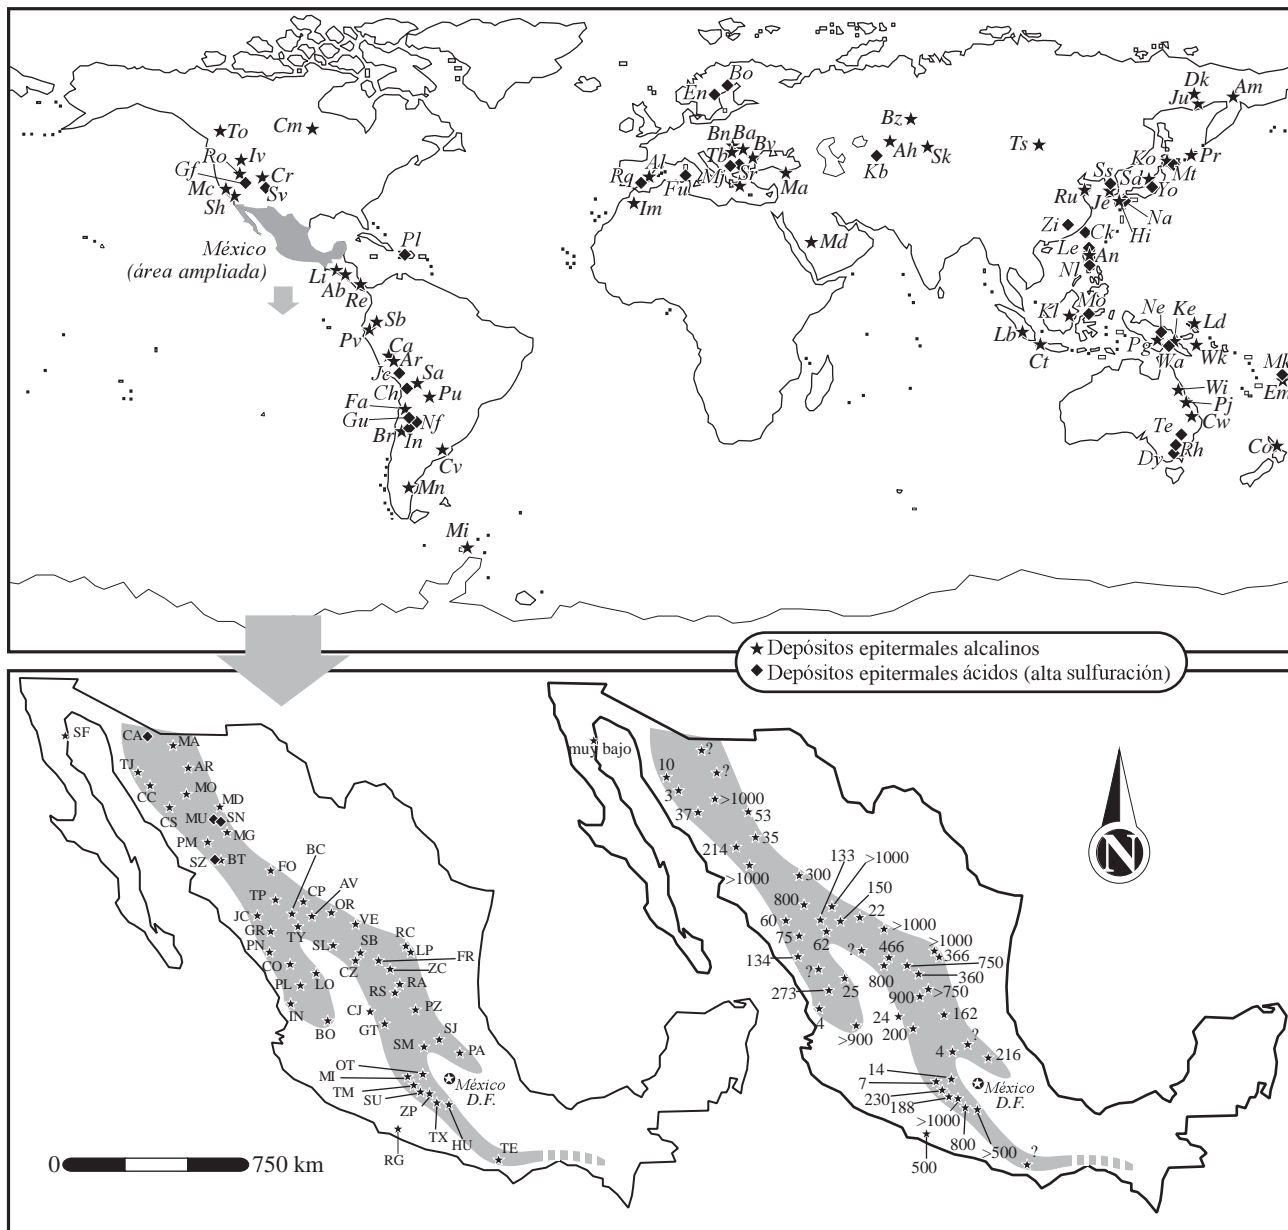 Bo
En
Dk
Am
Ju
To
Cm
Bz
Ro
Iv
Bn
Ba
By
Ts
Pr
Gf
Cr
Al
Tb
Ah
Sk
Ko
Mc
Sv
Rq
Fu
Mj
Sr
Ma
Kb
Ss
Sd
Mt
Sh
Im
Ru
Je
Yo
Na
México
(área ampliada)
Pl
Md
Zi
Ck
Hi
Le
An
Li
Ab
Re
Nl
Sb
Kl
Mo
Ne
Ke
Ld
Pv
Lb
Ca
Ar
Ct
Pg
Wa
Wk
Jc
Sa
Mk
Ch
Pu
Em
Fa
Wi
Gu
Nf
Pj
Br
In
Cw
Te
Cv
Dy
Rh
Co
Mn
Mi
Depósitos epitermales alcalinos
Depósitos epitermales ácidos (alta sulfuración)
SF
CA
MA
TJ
AR
CC
MO
CS
MD
MU
SN
MG
PM
SZ
BT
BC
FO
AV
TP
CP
OR
JC
VE
GR
TY
RC
PN
SL
SB
LP
FR
CO
CZ
ZC
PL
LO
RS
RA
IN
CJ
PZ
BO
GT
SJ
SM
PA
OT
MI
México
D.F.
TM
SU
ZP
TX
HU
RG
TE
0
750 km
muy bajo
?
10
?
3
>1000
37
53
35
214
133
>1000
>1000
300
150
800
22
60
>1000
75
62
?
466
>1000
366
134
750
?
800
360
273
25
900
>750
4
24
162
>900
200
?
4
216
14
7
México
D.F.
230
188
>1000
800
>500
?
500
N